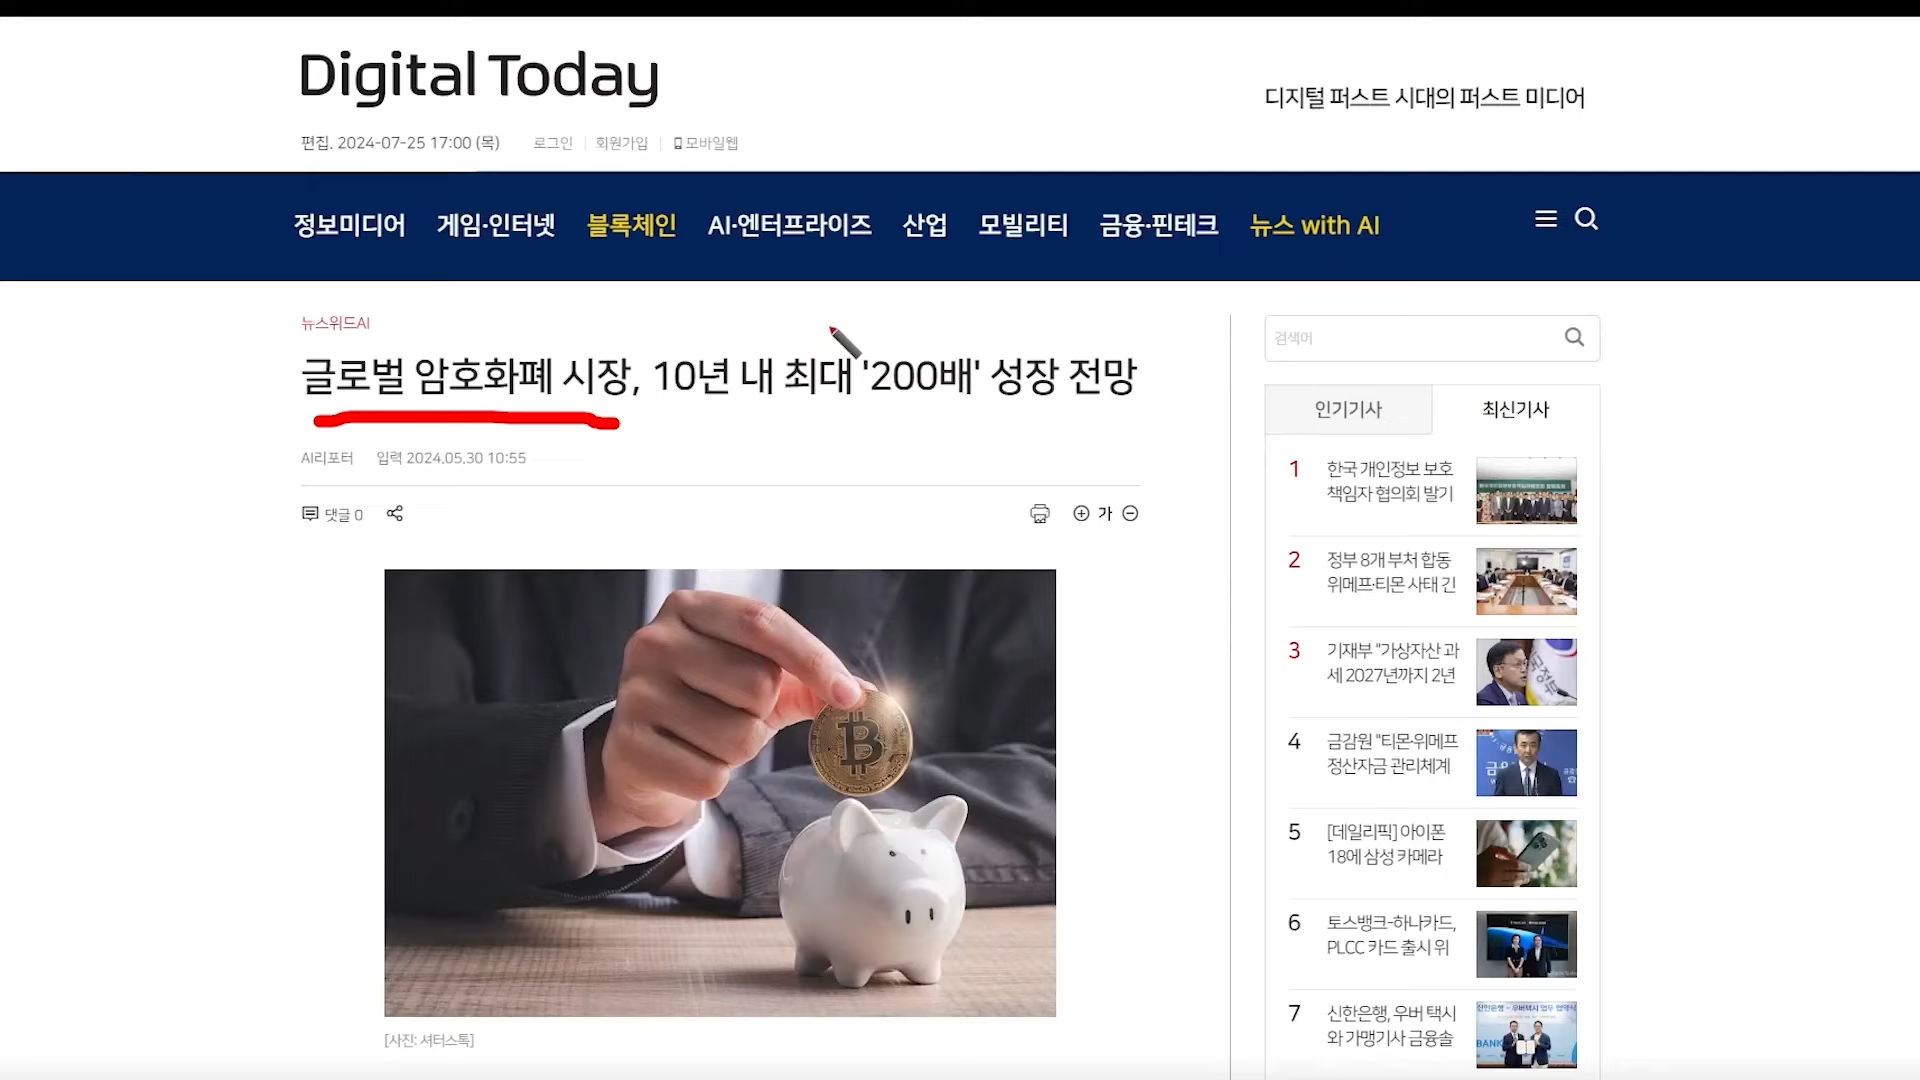 Digital Today
디지털 퍼스트 시대의 퍼스트 미디어
편집. 2024-07-25 17:00 (목) 로그인 회원가입 모바일웹
정보미디어 게임·인터넷 블록체인 AI·엔터프라이즈 산업 모빌리티 금융·핀테크 뉴스 with AI
뉴스위드AI
글로벌 암호화폐 시장, 10년 내 최대 '200배' 성장 전망
AI리포터 입력 2024.05.30 10:55
댓글 0
가
[사진: 셔터스톡]
검색어
인기기사 최신기사
1 한국 개인정보 보호
책임자 협의회 발기
2 정부 8개 부처 합동
위메프·티몬 사태 긴
3 기재부 "가상자산 과
세 2027년까지 2년
4 금감원 "티몬·위메프
정산자금 관리체계
5 [데일리픽] 아이폰
18에 삼성 카메라
6 토스뱅크-하나카드,
PLCC 카드 출시 위
7 신한은행, 우버 택시
와 가맹기사 금융솔